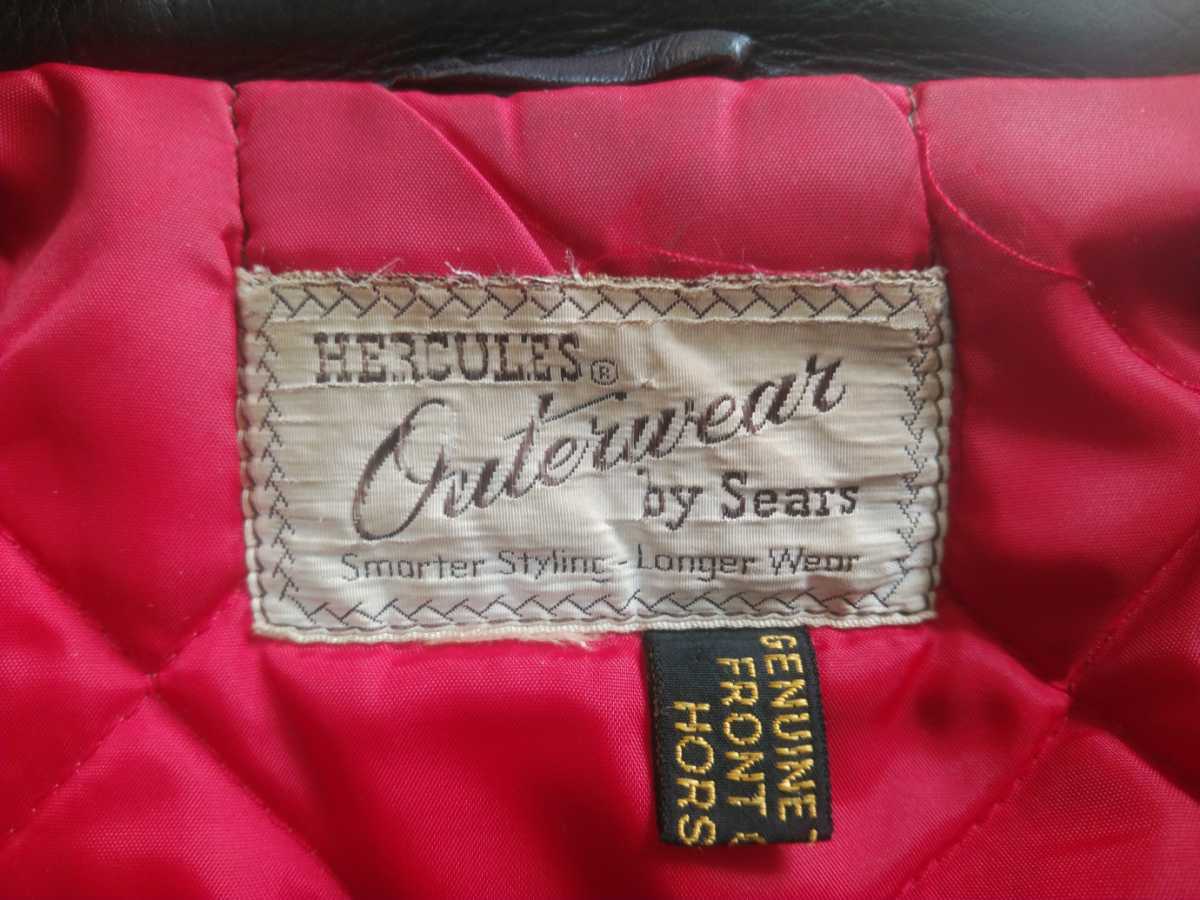 HERCULES®
Outerwear
by Sears
Smarter Styling - Longer Wear
GENUINE
FRONT
HORS